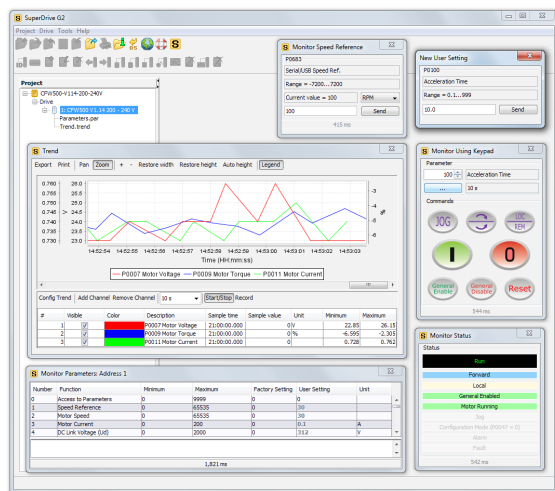 SuperDrive G2
Project Drive Tools Help
Project
CFW500-V114-200-240V
Drive
1: CFW500 V1.14 200 - 240 V
Parameters.par
Trend.trend
Monitor Speed Reference
P0683
Serial/USB Speed Ref.
Range = -7200...7200
Current value = 100 RPM
100 Send
415 ms
New User Setting
P0100
Acceleration Time
Range = 0.1...999
10.0 Send
Trend
Export Print Pan Zoom + - Restore width Restore height Auto height Legend
0.760
0.765
0.750
0.745
0.740
0.735
0.730
26.0
25.5
25.0
24.5
24.0
23.5
23.0
V
A
-3
-4
-5
-6
%
14:52:54 14:52:55 14:52:56 14:52:57 14:52:58 14:52:59 14:53:00 14:53:01 14:53:02 14:53:03
Time (HH:mm:ss)
P0007 Motor Voltage P0009 Motor Torque P0011 Motor Current
Config Trend Add Channel Remove Channel 10 s Start/Stop Record
# Visible Color Description Sample time Sample value Unit Minimum Maximum
1 P0007 Motor Voltage 21:00:00.000 0 V 22.85 26.15
2 P0009 Motor Torque 21:00:00.000 0 -6.595 -2.305
3 P0011 Motor Current 21:00:00.000 0 0.728 0.762
Monitor Using Keypad
Parameter
100 Acceleration Time
... 10 s
Commands
JOG LOC REM
I 0
General Enable General Disable Reset
544 ms
Monitor Status
Status
Run
Forward
Local
General Enabled
Motor Running
Jog
Configuration Mode (P0047 = 0)
Alarm
Fault
542 ms
Monitor Parameters: Address 1
Number Function Minimum Maximum Factory Setting User Setting Unit
0 Access to Parameters 0 9999 0 0
1 Speed Reference 0 65535 0 30
2 Motor Speed 0 65535 0 30
3 Motor Current 0 200 0 0.1 A
4 DC Link Voltage (Ud) 0 2000 0 312 V
1,821 ms